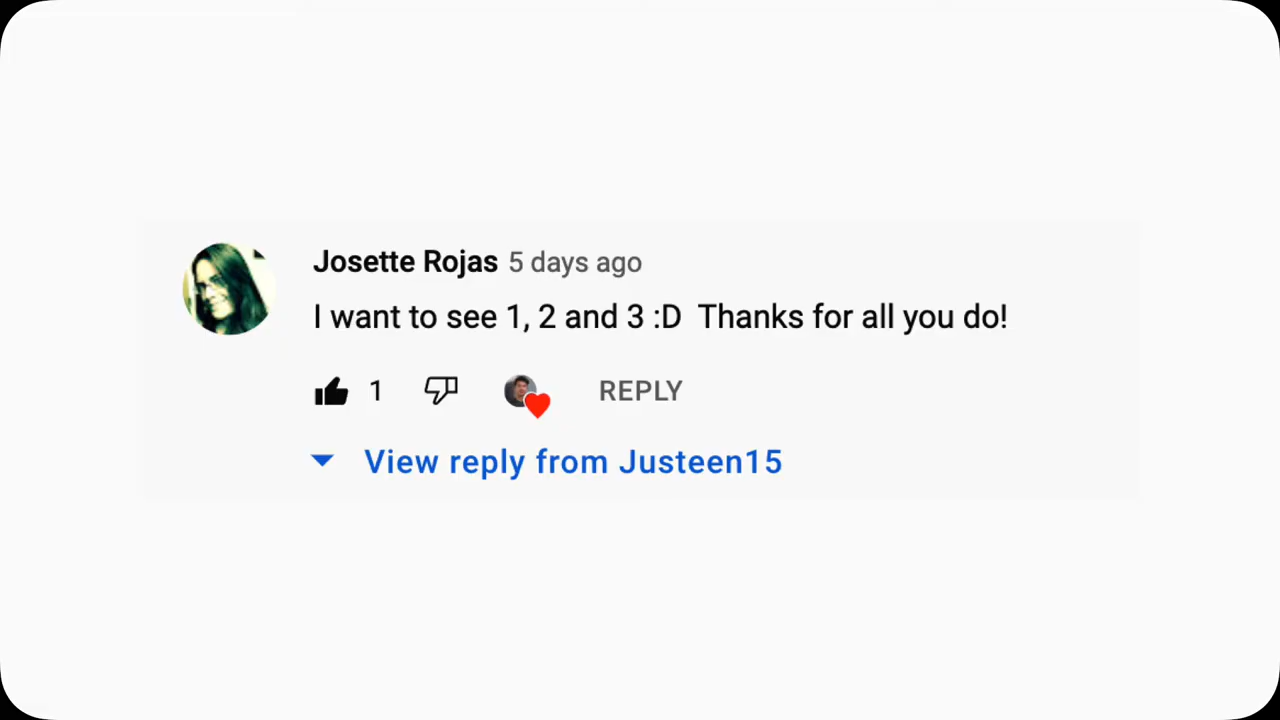 Josette Rojas 5 days ago
I want to see 1, 2 and 3 :D  Thanks for all you do!
1 REPLY
View reply from Justeen15